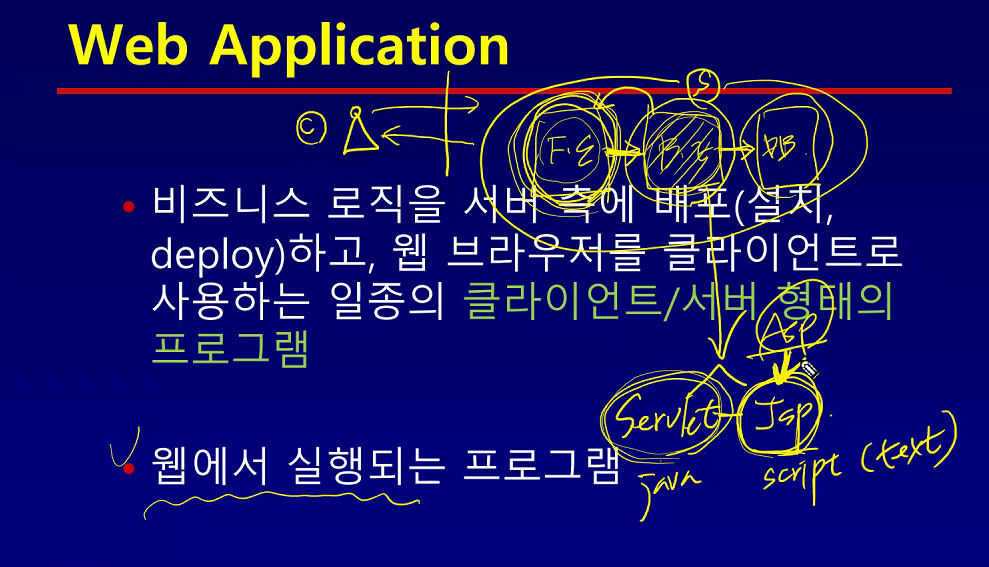 Web Application
S
C
F.E
B.E
DB
• 비즈니스 로직을 서버 측에 배포(설치,
deploy)하고, 웹 브라우저를 클라이언트로
사용하는 일종의 클라이언트/서버 형태의
프로그램
Asp
Servlet
Jsp
• 웹에서 실행되는 프로그램
java
script (text)